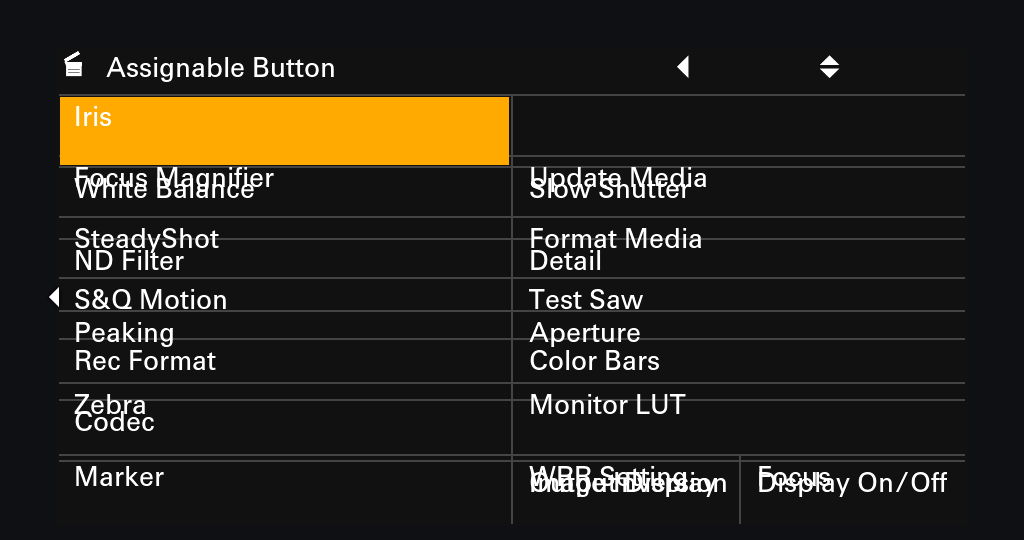 Assignable Button
Iris
Focus Magnifier
Update Media
White Balance
Slow Shutter
SteadyShot
Format Media
ND Filter
Detail
S&Q Motion
Test Saw
Peaking
Aperture
Rec Format
Color Bars
Zebra
Monitor LUT
Codec
Marker
Focus
Display On/Off